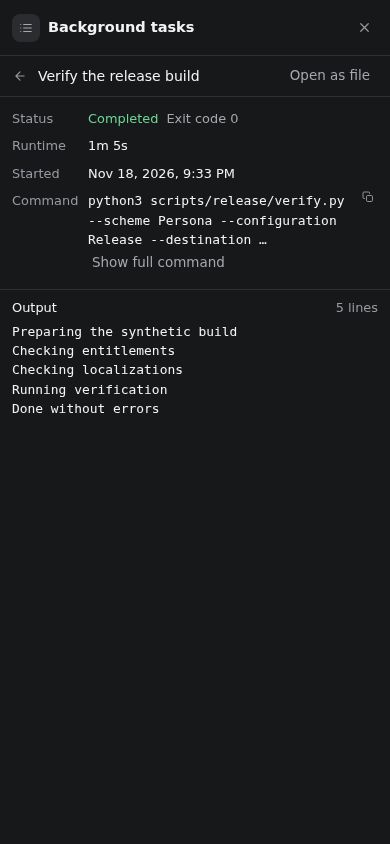 Background tasks
Verify the release build
Open as file
Status Completed Exit code 0
Runtime 1m 5s
Started Nov 18, 2026, 9:33 PM
Command python3 scripts/release/verify.py
--scheme Persona --configuration
Release --destination …
Show full command
Output 5 lines
Preparing the synthetic build
Checking entitlements
Checking localizations
Running verification
Done without errors